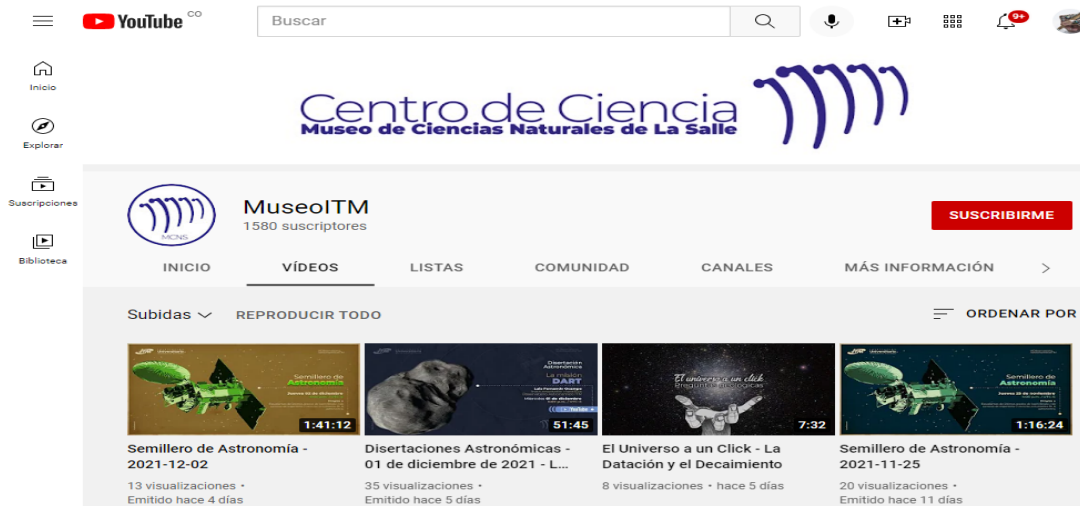 YouTube CO
Buscar
9+
Inicio
Explorar
Suscripciones
Biblioteca
Centro de Ciencia
Museo de Ciencias Naturales de La Salle
MCNS
MuseoITM
1580 suscriptores
SUSCRIBIRME
INICIO VÍDEOS LISTAS COMUNIDAD CANALES MÁS INFORMACIÓN
Subidas REPRODUCIR TODO ORDENAR POR
Semillero de
Astronomía
1:41:12
Disertación
Astronómica
La misión
DART
YouTube
51:45
El universo a un click
7:32
Semillero de
Astronomía
1:16:24
Semillero de Astronomía -
2021-12-02
13 visualizaciones •
Emitido hace 4 días
Disertaciones Astronómicas -
01 de diciembre de 2021 - L...
35 visualizaciones •
Emitido hace 5 días
El Universo a un Click - La
Datación y el Decaimiento
8 visualizaciones • hace 5 días
Semillero de Astronomía -
2021-11-25
20 visualizaciones •
Emitido hace 11 días